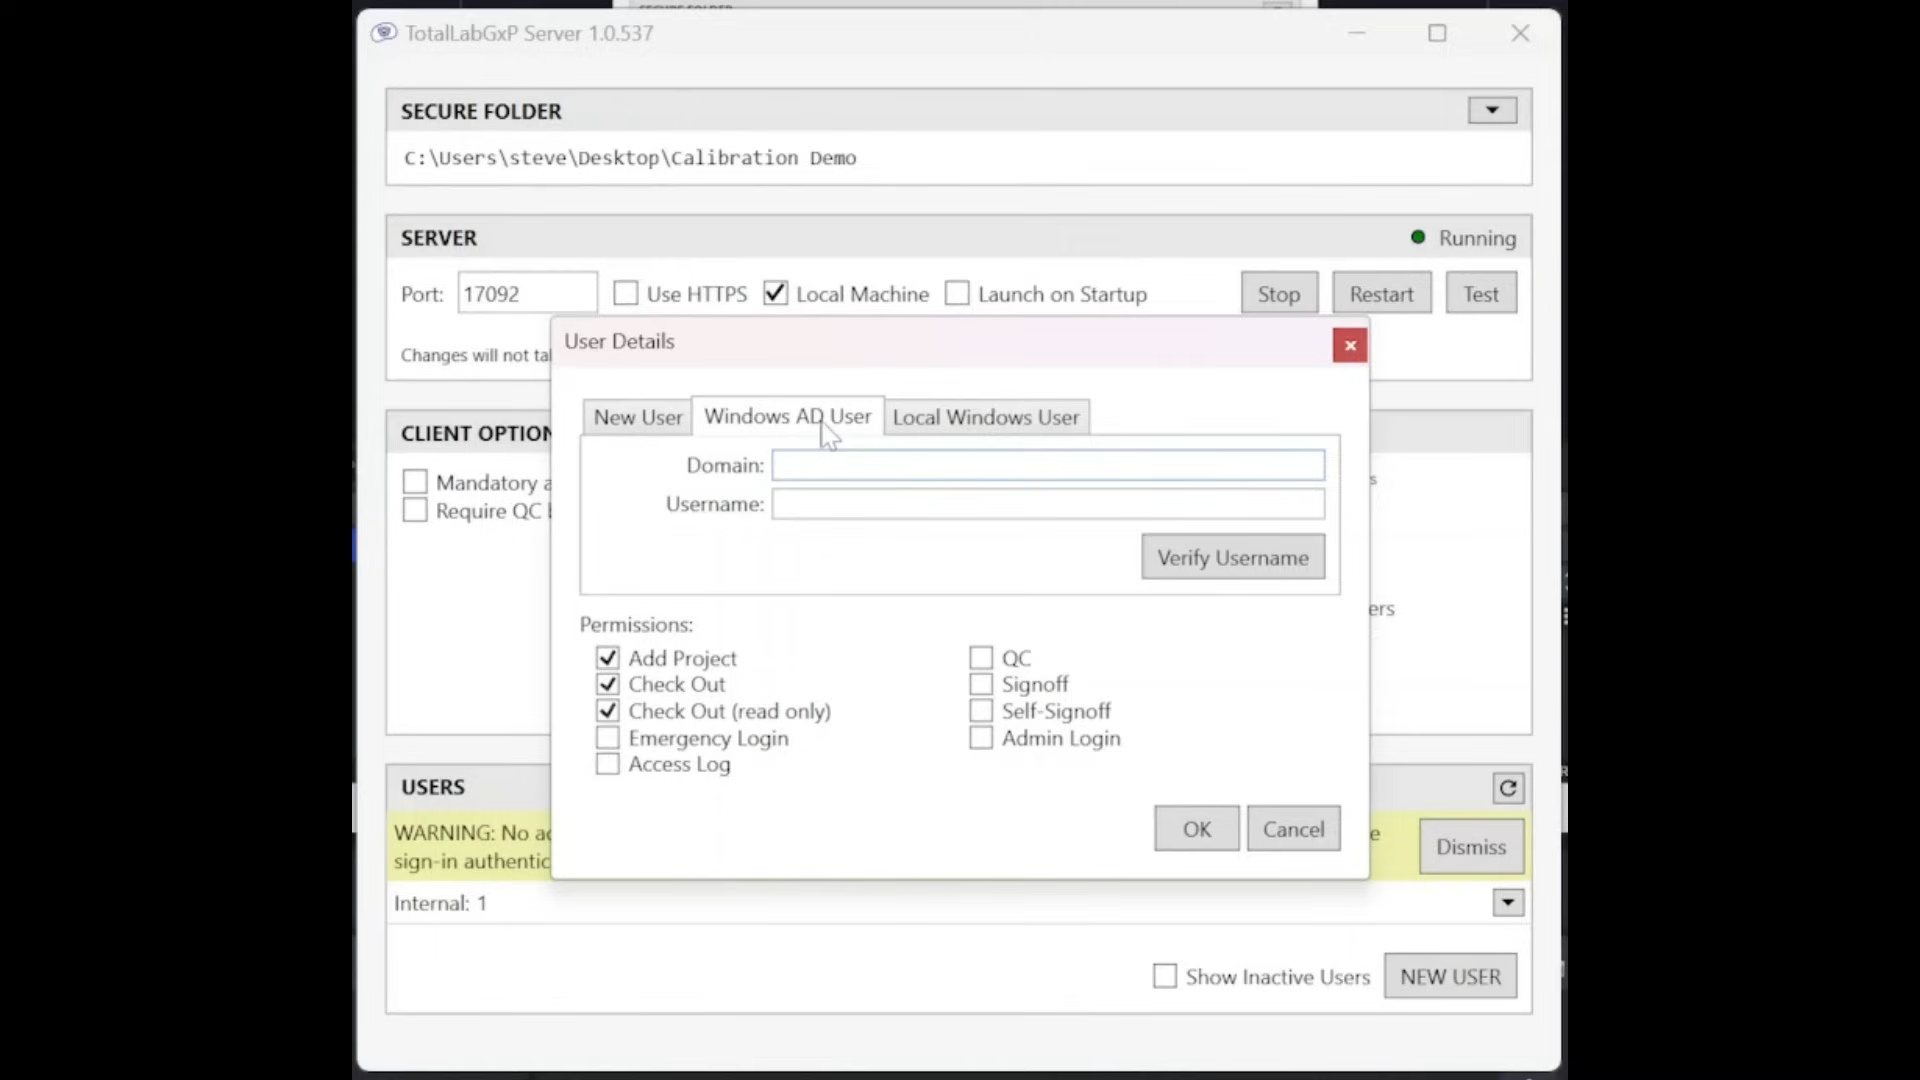 TotalLabGxP Server 1.0.537
SECURE FOLDER
C:\Users\steve\Desktop\Calibration Demo
SERVER
Running
Port: 17092 Use HTTPS Local Machine Launch on Startup Stop Restart Test
Changes will not
User Details
New User Windows AD User Local Windows User
CLIENT
Domain:
Mandatory
Username:
Require QC
Verify Username
Permissions:
Add Project QC
Check Out Signoff
Check Out (read only) Self-Signoff
Emergency Login Admin Login
Access Log
USERS
OK Cancel
WARNING: No
sign-in
Dismiss
Internal: 1
Show Inactive Users NEW USER